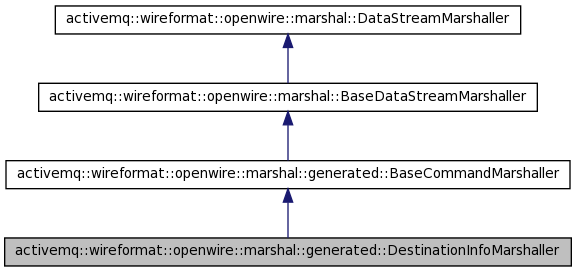 activemq::wireformat::openwire::marshal::DataStreamMarshaller
activemq::wireformat::openwire::marshal::BaseDataStreamMarshaller
activemq::wireformat::openwire::marshal::generated::BaseCommandMarshaller
activemq::wireformat::openwire::marshal::generated::DestinationInfoMarshaller